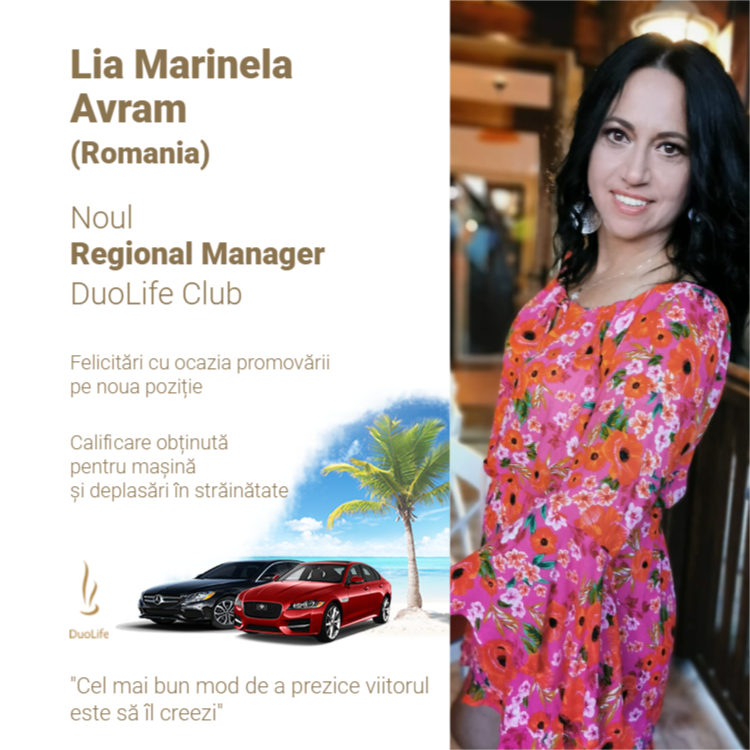 Lia Marinela
Avram
(Romania)
Noul
Regional Manager
DuoLife Club
Felicitări cu ocazia promovării
pe noua poziție
Calificare obținută
pentru mașină
și deplasări în străinătate
DuoLife
"Cel mai bun mod de a prezice viitorul
este să îl creezi"